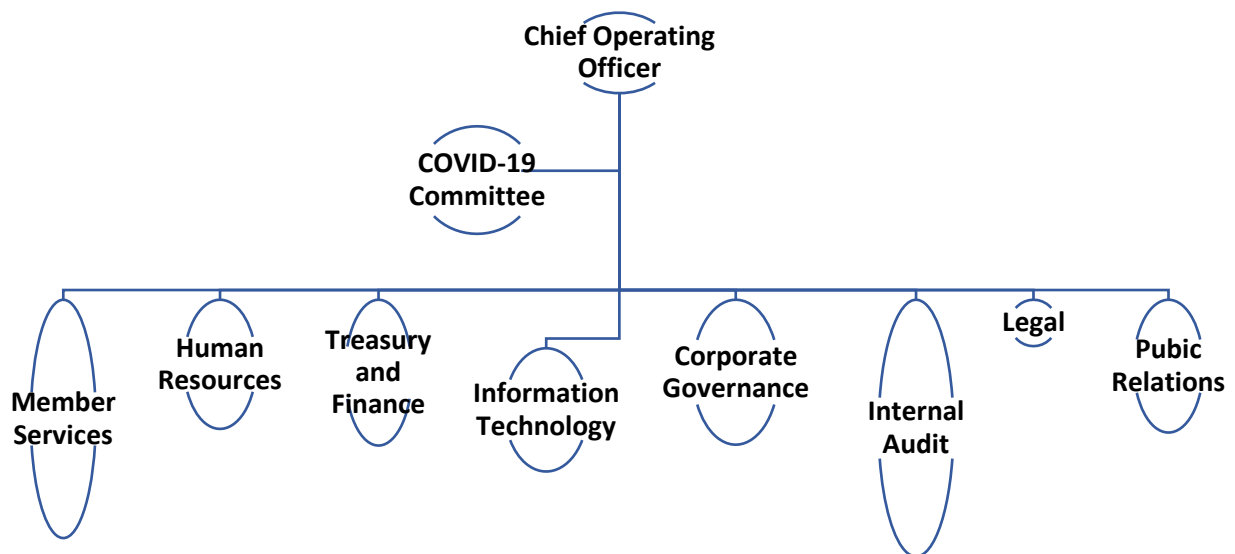 Chief Operating
Officer
COVID-19
Committee
Member
Services
Human
Resources
Treasury
and
Finance
Information
Technology
Corporate
Governance
Internal
Audit
Legal
Pubic
Relations